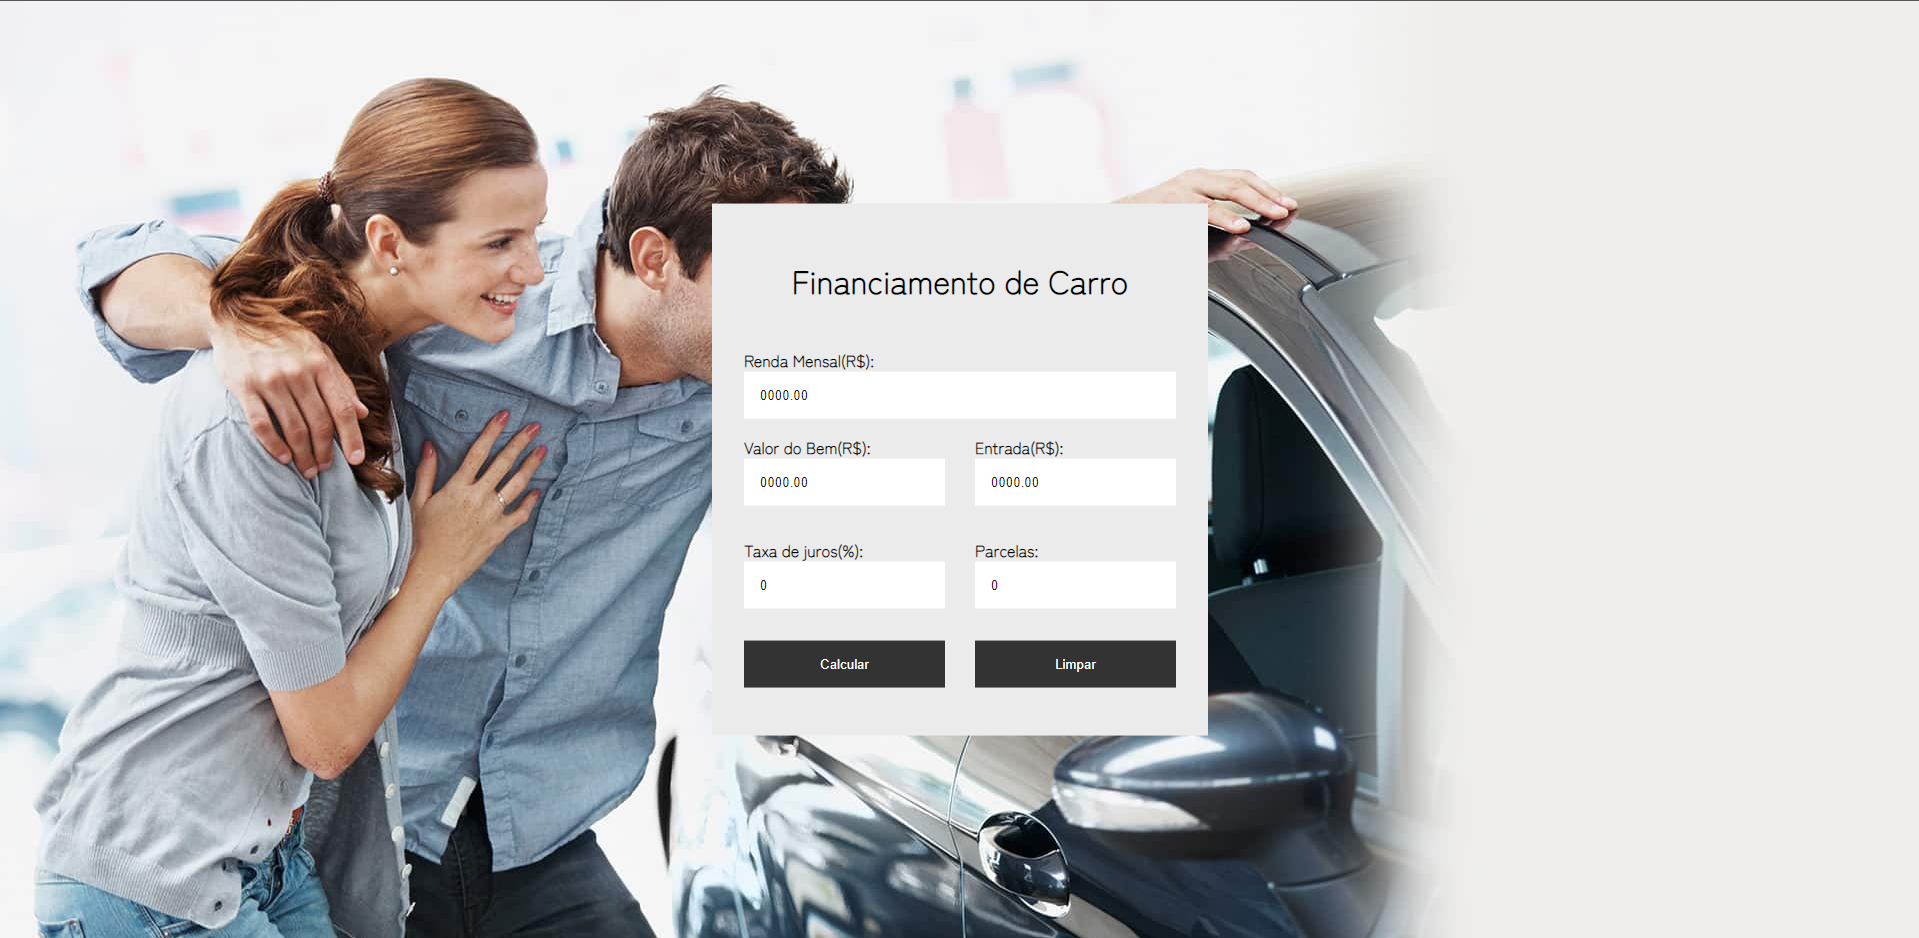 Financiamento de Carro
Renda Mensal(R$):
0000.00
Valor do Bem(R$): Entrada(R$):
0000.00 0000.00
Taxa de juros(%): Parcelas:
0 0
Calcular Limpar